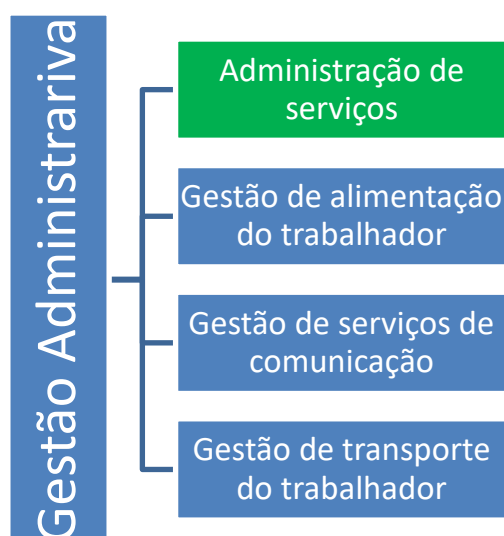 Gestão Administrariva
Administração de
serviços
Gestão de alimentação
do trabalhador
Gestão de serviços de
comunicação
Gestão de transporte
do trabalhador